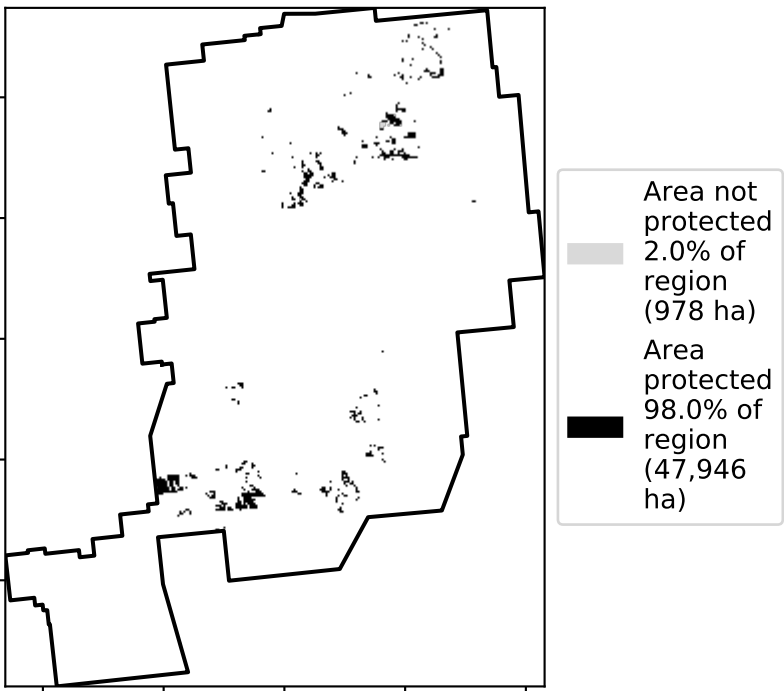 Area not
protected
2.0% of
region
(978 ha)
Area
protected
98.0% of
region
(47,946
ha)